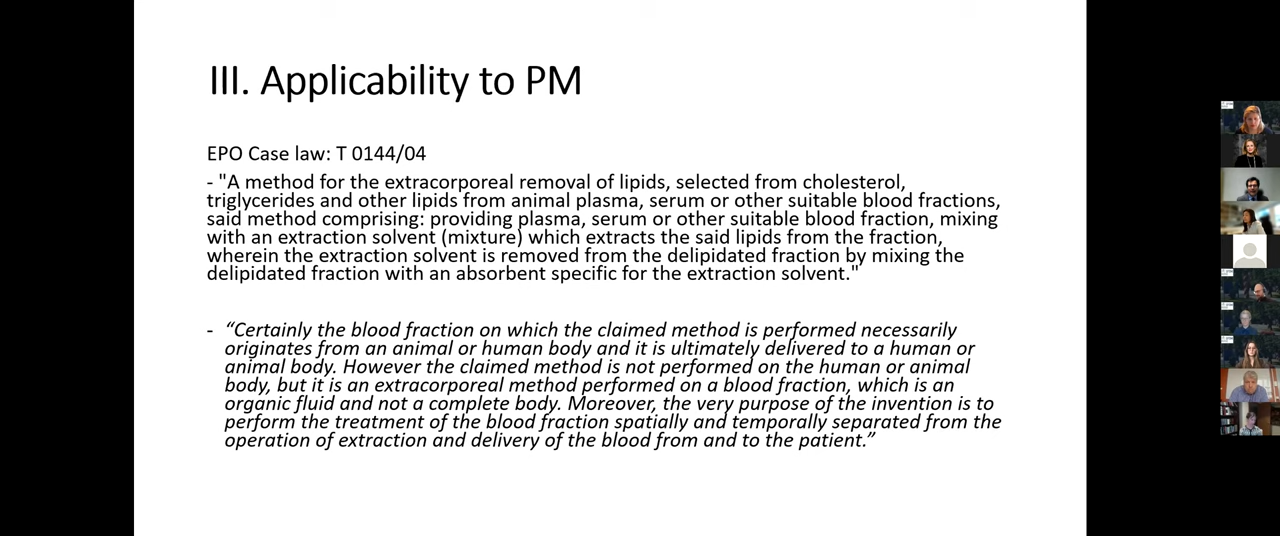 III. Applicability to PM
EPO Case law: T 0144/04
- "A method for the extracorporeal removal of lipids, selected from cholesterol,
triglycerides and other lipids from animal plasma, serum or other suitable blood fractions,
said method comprising: providing plasma, serum or other suitable blood fraction, mixing
with an extraction solvent (mixture) which extracts the said lipids from the fraction,
wherein the extraction solvent is removed from the delipidated fraction by mixing the
delipidated fraction with an absorbent specific for the extraction solvent."
- “Certainly the blood fraction on which the claimed method is performed necessarily
originates from an animal or human body and it is ultimately delivered to a human or
animal body. However the claimed method is not performed on the human or animal
body, but it is an extracorporeal method performed on a blood fraction, which is an
organic fluid and not a complete body. Moreover, the very purpose of the invention is to
perform the treatment of the blood fraction spatially and temporally separated from the
operation of extraction and delivery of the blood from and to the patient.”